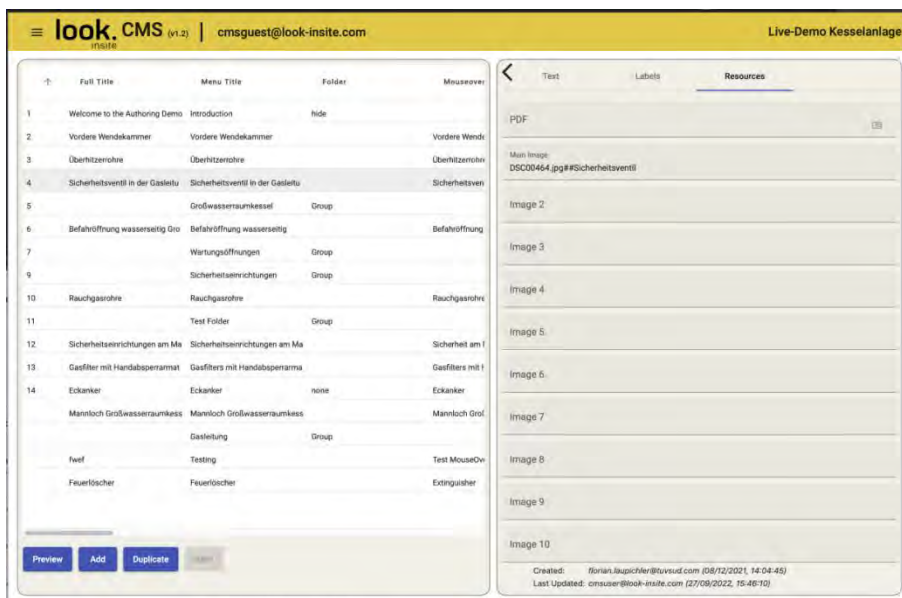 look. CMS (v1.2) | cmsguest@look-insite.com Live-Demo Kesselanlage
insite
↑ Full Title Menu Title Folder Mouseover
1 Welcome to the Authoring Demo Introduction hide
2 Vordere Wendekammer Vordere Wendekammer Vordere Wende
3 Überhitzerrohre Überhitzerrohre Überhitzerrohre
4 Sicherheitsventil in der Gasleitu Sicherheitsventil in der Gasleitu Sicherheitsven
5 Großwasserraumkessel Group
6 Befahröffnung wasserseitig Gro Befahröffnung wasserseitig Befahröffnung
7 Wartungsöffnungen Group
9 Sicherheitseinrichtungen Group
10 Rauchgasrohre Rauchgasrohre Rauchgasrohre
11 Test Folder Group
12 Sicherheitseinrichtungen am Ma Sicherheitseinrichtungen am Ma Sicherheit am
13 Gasfilter mit Handabsperrarmat Gasfilters mit Handabsperrarma Gasfilters mit
14 Eckanker Eckanker none Eckanker
Mannloch Großwasserraumkess Mannloch Großwasserraumkess Mannloch Groß
Gasleitung Group
fwef Testing Test MouseOv
Feuerlöscher Feuerlöscher Extinguisher
Preview Add Duplicate
Text Labels Resources
PDF
Main Image
DSC00464.jpg##Sicherheitsventil
Image 2
Image 3
Image 4
Image 5
Image 6
Image 7
Image 8
Image 9
Image 10
Created: florian.laupichler@tuvsud.com (08/12/2021, 14:04:45)
Last Updated: cmsuser@look-insite.com (27/09/2022, 15:46:10)